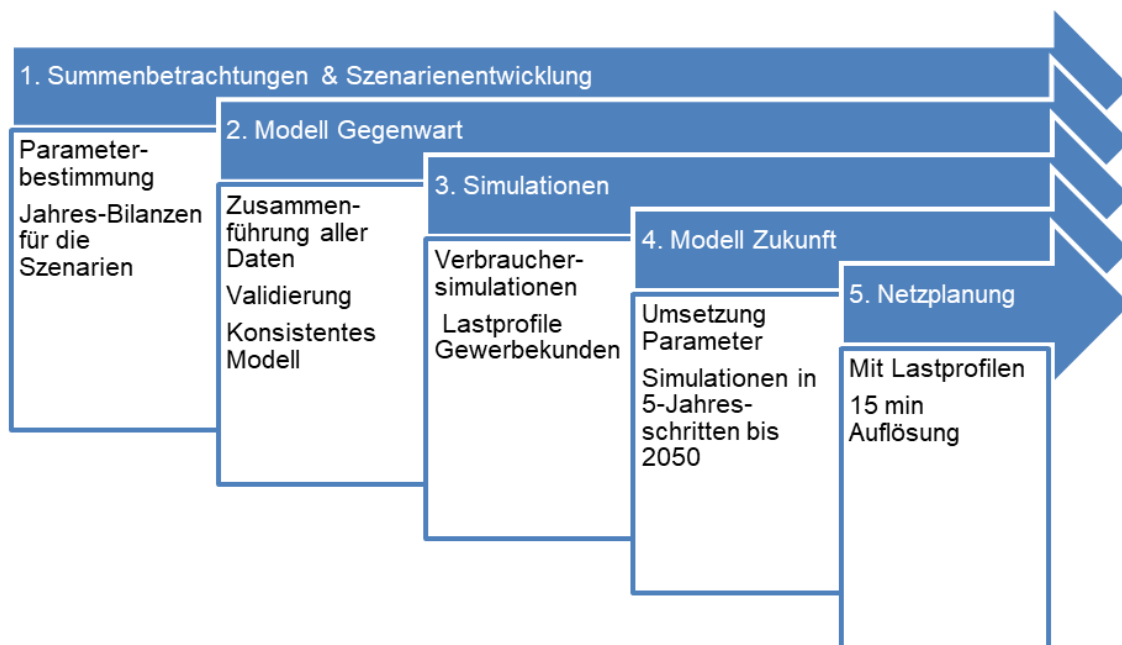 1. Summenbetrachtungen & Szenarienentwicklung
Parameter-
bestimmung
Jahres-Bilanzen
für die
Szenarien
2. Modell Gegenwart
Zusammen-
führung aller
Daten
Validierung
Konsistentes
Modell
3. Simulationen
Verbraucher-
simulationen
Lastprofile
Gewerbekunden
4. Modell Zukunft
Umsetzung
Parameter
Simulationen in
5-Jahres-
schritten bis
2050
5. Netzplanung
Mit Lastprofilen
15 min
Auflösung